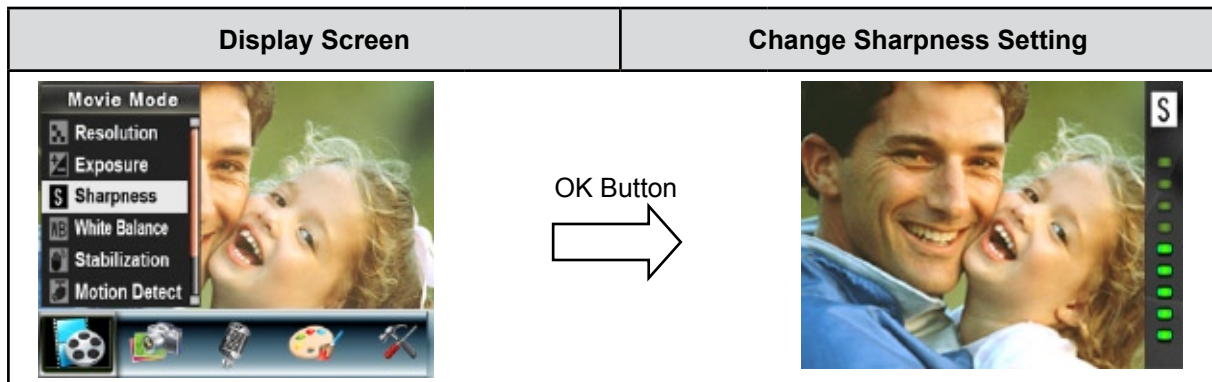 Display Screen
Change Sharpness Setting
Movie Mode
Resolution
Exposure
S Sharpness
White Balance
Stabilization
Motion Detect
OK Button
S